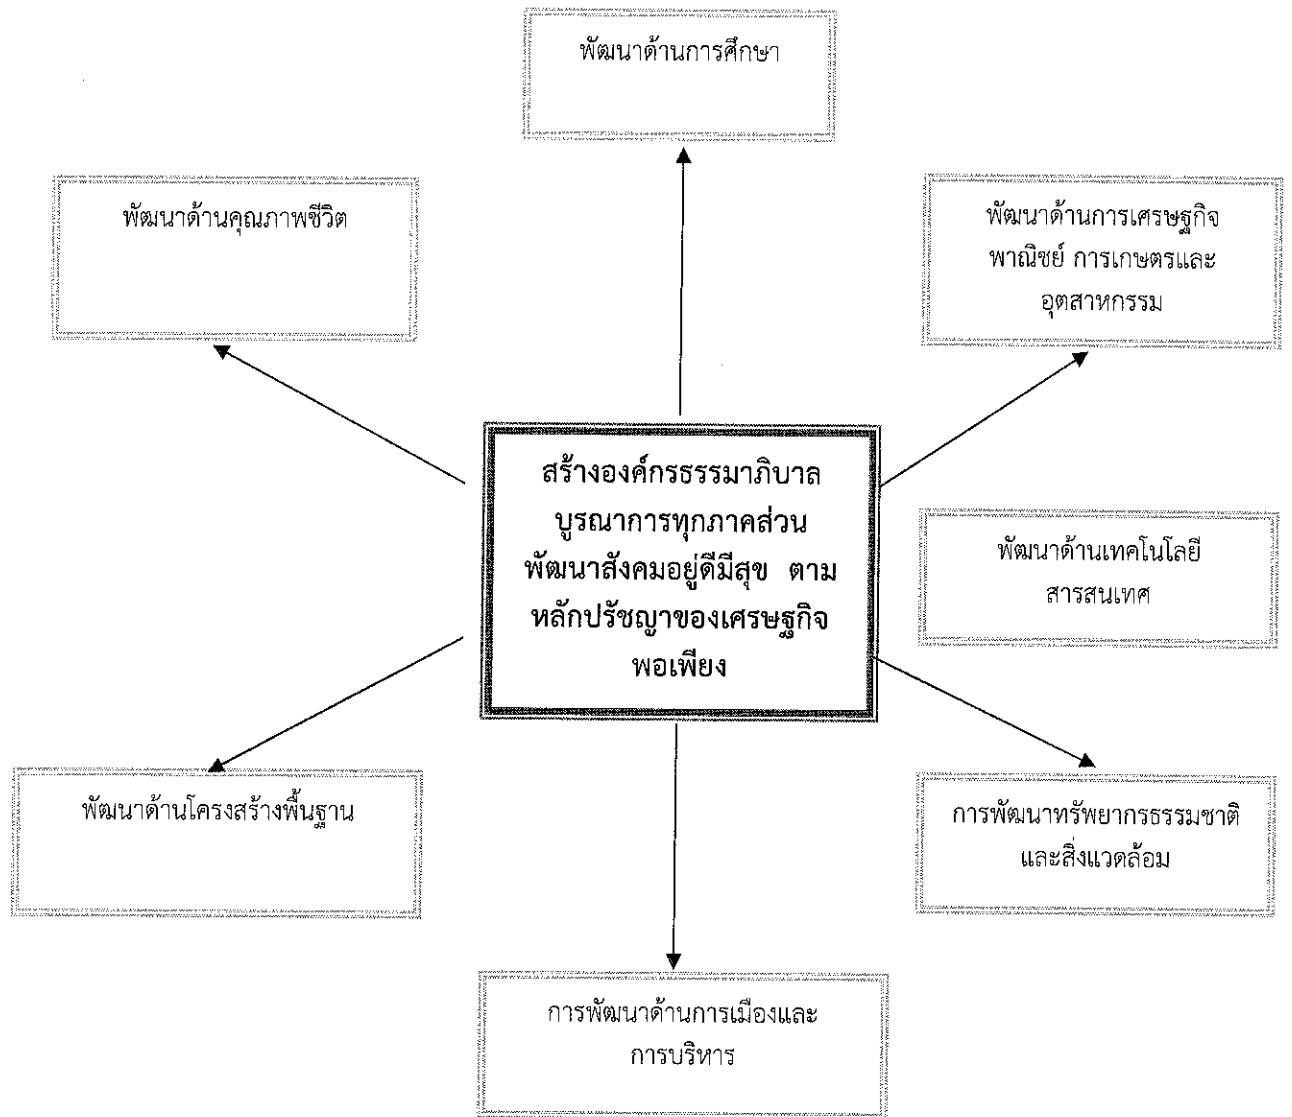 พัฒนาด้านการศึกษา
พัฒนาด้านคุณภาพชีวิต
พัฒนาด้านการเศรษฐกิจ
พาณิชย์ การเกษตรและ
อุตสาหกรรม
สร้างองค์กรธรรมาภิบาล
บูรณาการทุกภาคส่วน
พัฒนาสังคมอยู่ดีมีสุข ตาม
หลักปรัชญาของเศรษฐกิจ
พอเพียง
พัฒนาด้านเทคโนโลยี
สารสนเทศ
พัฒนาด้านโครงสร้างพื้นฐาน
การพัฒนาทรัพยากรธรรมชาติ
และสิ่งแวดล้อม
การพัฒนาด้านการเมืองและ
การบริหาร